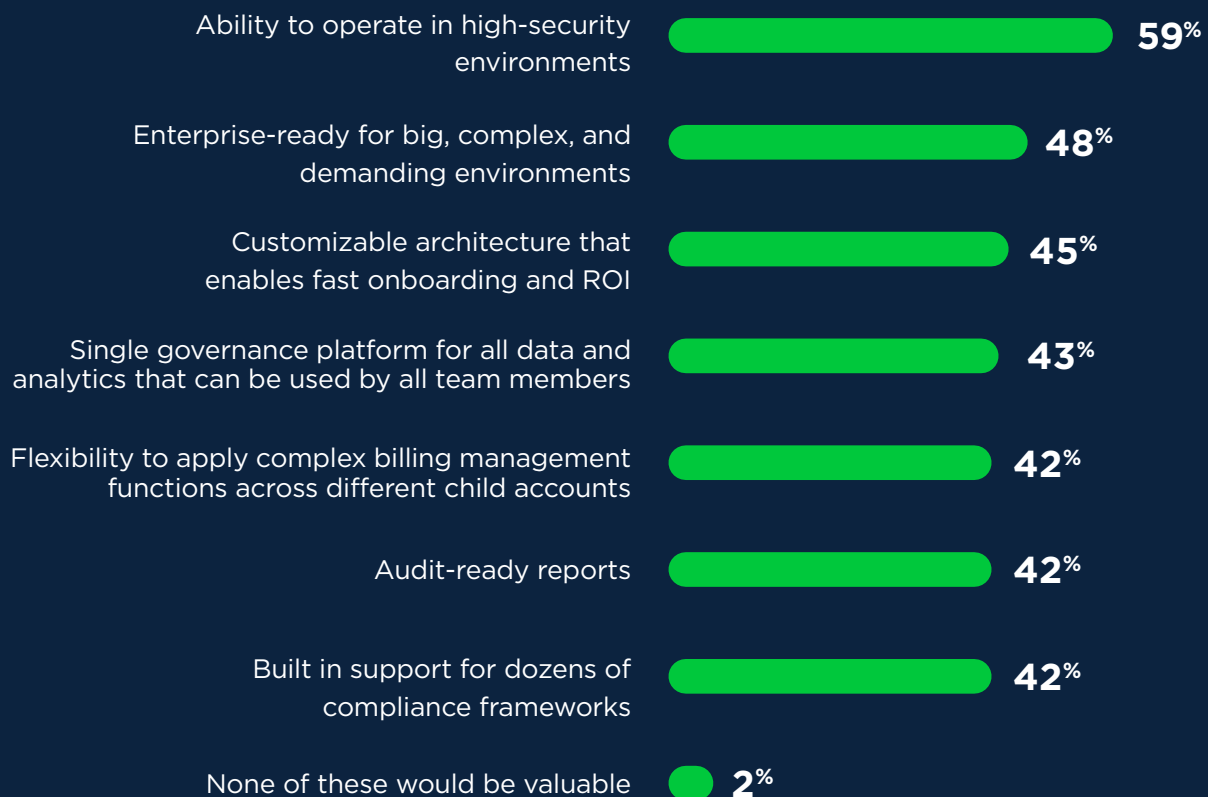 Ability to operate in high-security
environments
59%
Enterprise-ready for big, complex, and
demanding environments
48%
Customizable architecture that
enables fast onboarding and ROI
45%
Single governance platform for all data and
analytics that can be used by all team members
43%
Flexibility to apply complex billing management
functions across different child accounts
42%
Audit-ready reports
42%
Built in support for dozens of
compliance frameworks
42%
None of these would be valuable
2%